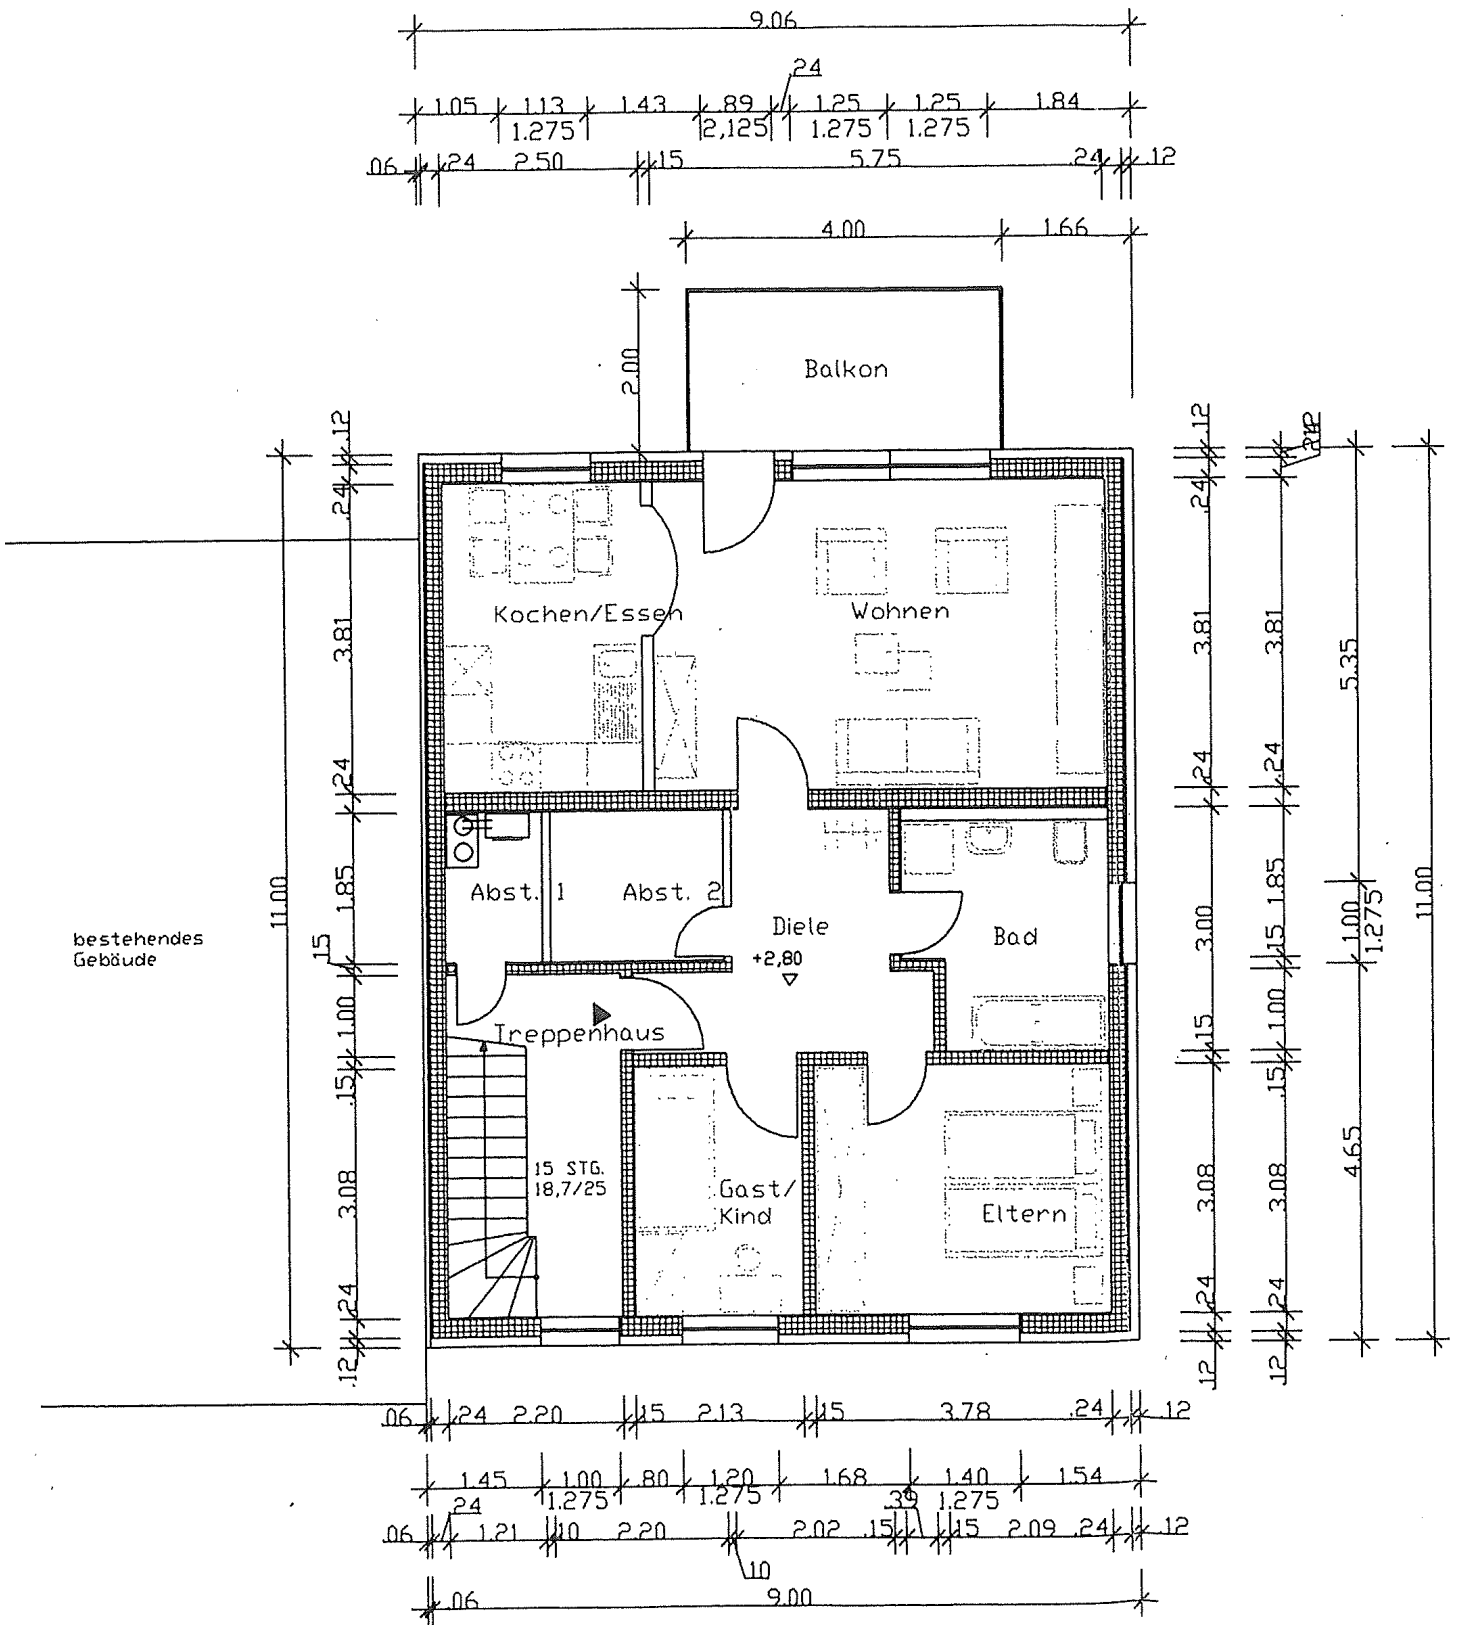 9.06
.24
1.05 1.13 1.43 .89 1.25 1.25 1.84
1.275 2,125 1.275 1.275
.06 .24 2.50 .15 5.75 .24 .12
4.00 1.66
2.00
Balkon
.12
.24
3.81
.24
1.85
.15
1.00
.15
3.08
.24
.12
11.00
Kochen/Essen
Wohnen
Abst. 1
Abst. 2
Diele
+2,80
Bad
bestehendes
Gebäude
Treppenhaus
15 STG.
18,7/25
Gast/
Kind
Eltern
.12
.24
3.81
.24
3.00
.15
3.08
.24
.12
3.81
.24
1.85
.15
1.00
.15
3.08
.24
.12
5.35
1.00
1.275
4.65
11.00
.06 .24 2.20 .15 2.13 .15 3.78 .24 .12
1.45 1.00 .80 1.20 1.68 1.40 1.54
1.275 1.275 .39 1.275
.24
.06 1.21 .10 2.20 2.02 .15 .15 2.09 .24 .12
.10
.06 9.00